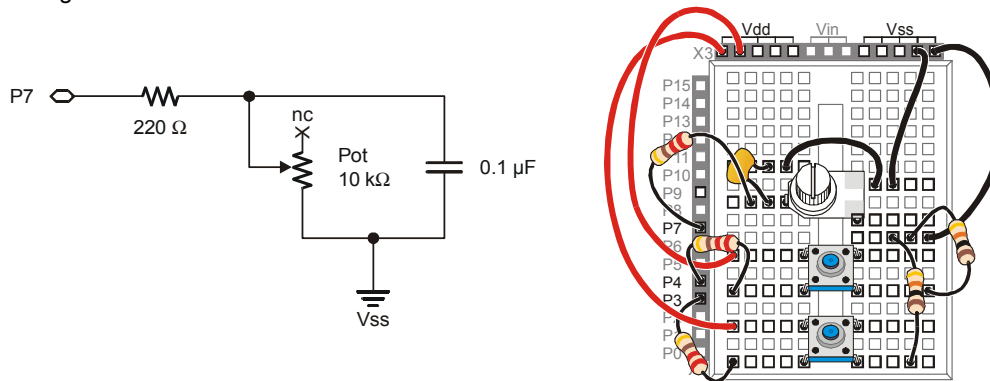 P7
220 Ω
nc
Pot
10 kΩ
0.1 µF
Vss
Vdd
Vin
Vss
X3
P15
P14
P13
P10
P9
P8
P7
P6
P5
P4
P3
P0